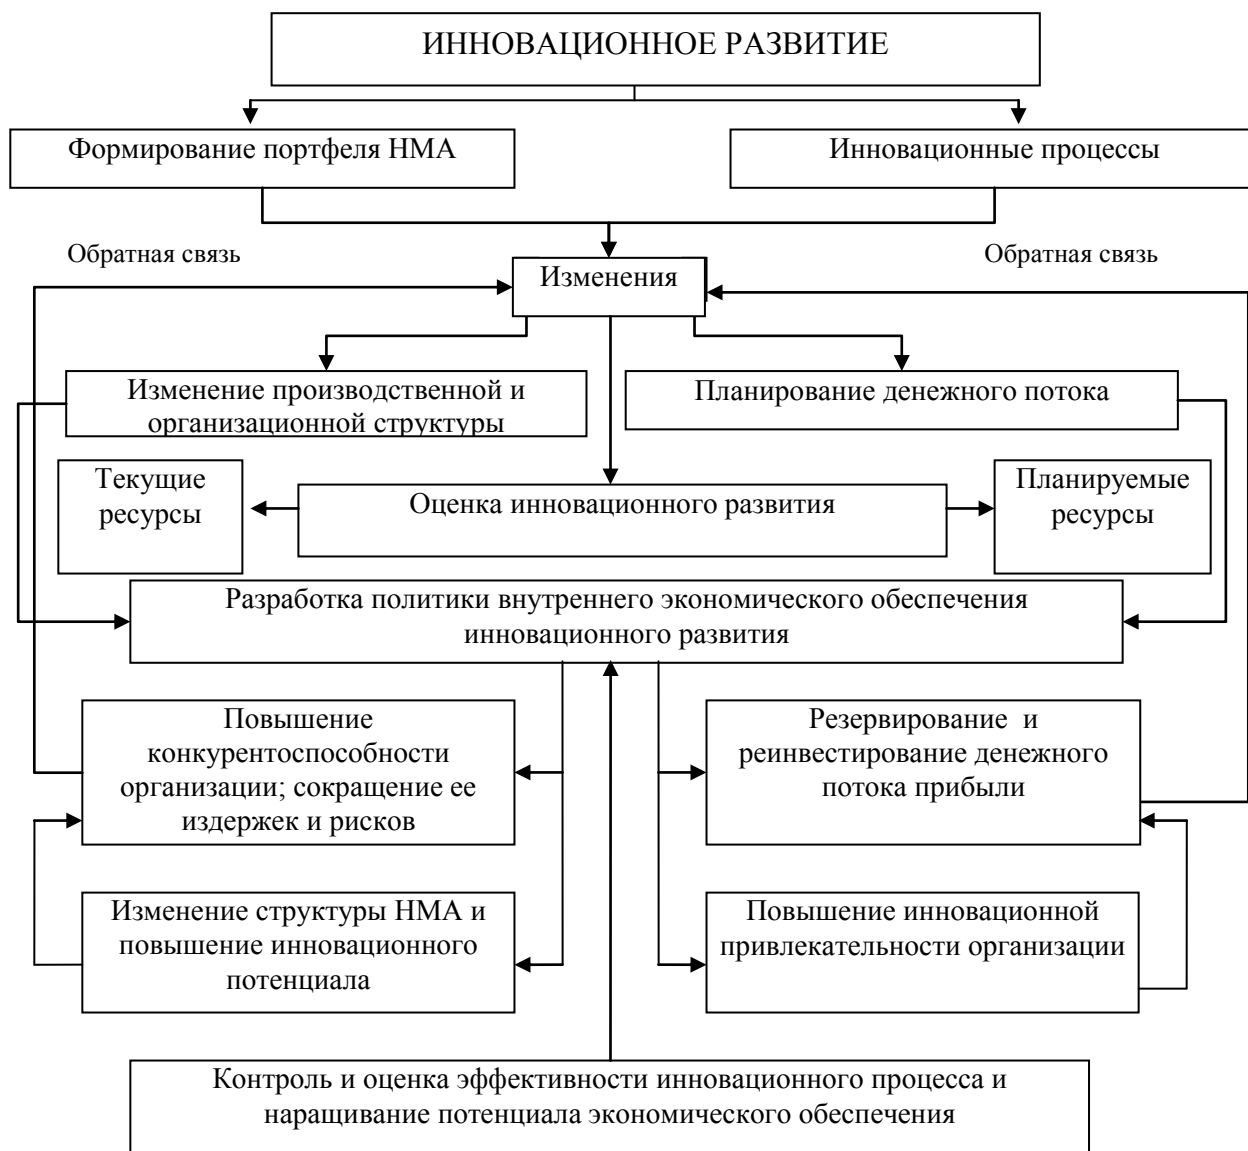 ИННОВАЦИОННОЕ РАЗВИТИЕ
Формирование портфеля НМА
Инновационные процессы
Обратная связь
Обратная связь
Изменения
Изменение производственной и
организационной структуры
Планирование денежного потока
Текущие
ресурсы
Оценка инновационного развития
Планируемые
ресурсы
Разработка политики внутреннего экономического обеспечения
инновационного развития
Повышение
конкурентоспособности
организации; сокращение ее
издержек и рисков
Резервирование и
реинвестирование денежного
потока прибыли
Изменение структуры НМА и
повышение инновационного
потенциала
Повышение инновационной
привлекательности организации
Контроль и оценка эффективности инновационного процесса и
наращивание потенциала экономического обеспечения